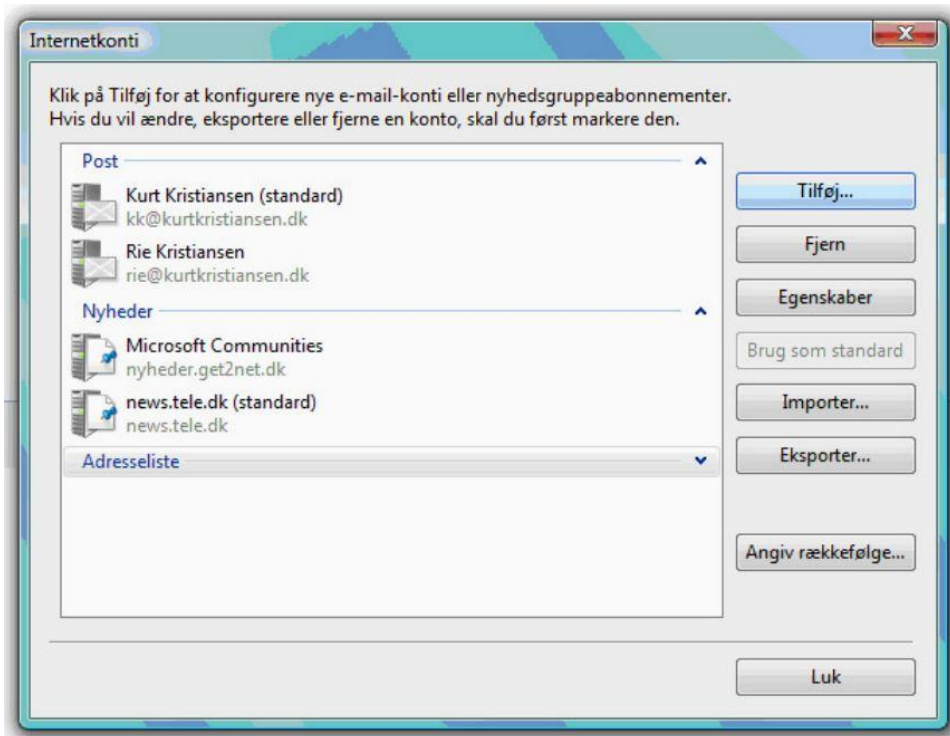 Internetkonti
Klik på Tilføj for at konfigurere nye e-mail-konti eller nyhedsgruppeabonnementer.
Hvis du vil ændre, eksportere eller fjerne en konto, skal du først markere den.
Post
Kurt Kristiansen (standard)
kk@kurtkristiansen.dk
Rie Kristiansen
rie@kurtkristiansen.dk
Nyheder
Microsoft Communities
nyheder.get2net.dk
news.tele.dk (standard)
news.tele.dk
Adresseliste
Tilføj...
Fjern
Egenskaber
Brug som standard
Importer...
Eksporter...
Angiv rækkefølge...
Luk